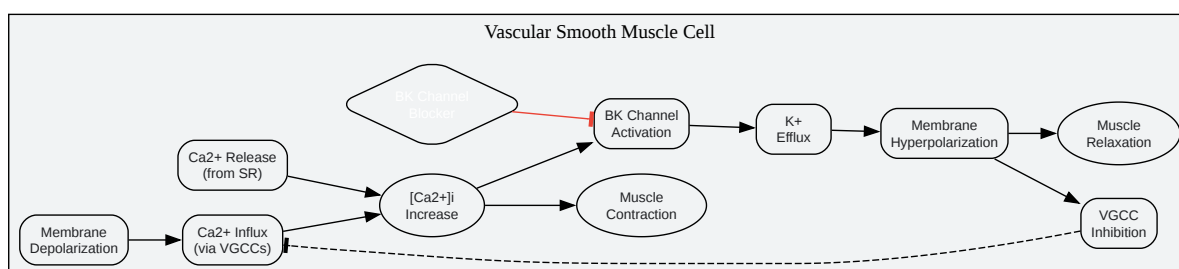 Vascular Smooth Muscle Cell
BK Channel
Blocker
BK Channel
Activation
K+
Efflux
Membrane
Hyperpolarization
Muscle
Relaxation
Ca2+ Release
(from SR)
[Ca2+]i
Increase
Muscle
Contraction
VGCC
Inhibition
Membrane
Depolarization
Ca2+ Influx
(via VGCCs)